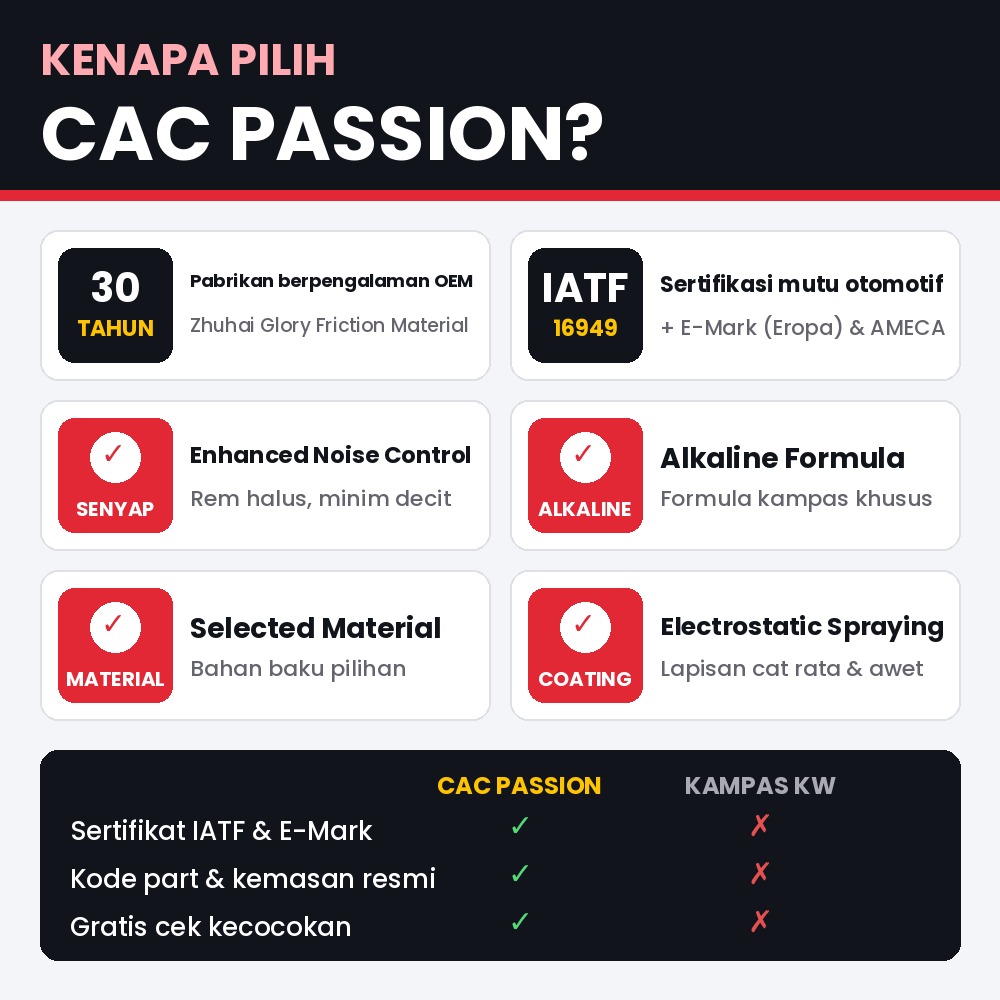 KENAPA PILIH
CAC PASSION?
30
TAHUN
Pabrikan berpengalaman OEM
Zhuhai Glory Friction Material
IATF
16949
Sertifikasi mutu otomotif
+ E-Mark (Eropa) & AMECA
✓
SENYAP
Enhanced Noise Control
Rem halus, minim decit
✓
ALKALINE
Alkaline Formula
Formula kampas khusus
✓
MATERIAL
Selected Material
Bahan baku pilihan
✓
COATING
Electrostatic Spraying
Lapisan cat rata & awet
CAC PASSION KAMPAS KW
Sertifikat IATF & E-Mark ✓ ✗
Kode part & kemasan resmi ✓ ✗
Gratis cek kecocokan ✓ ✗